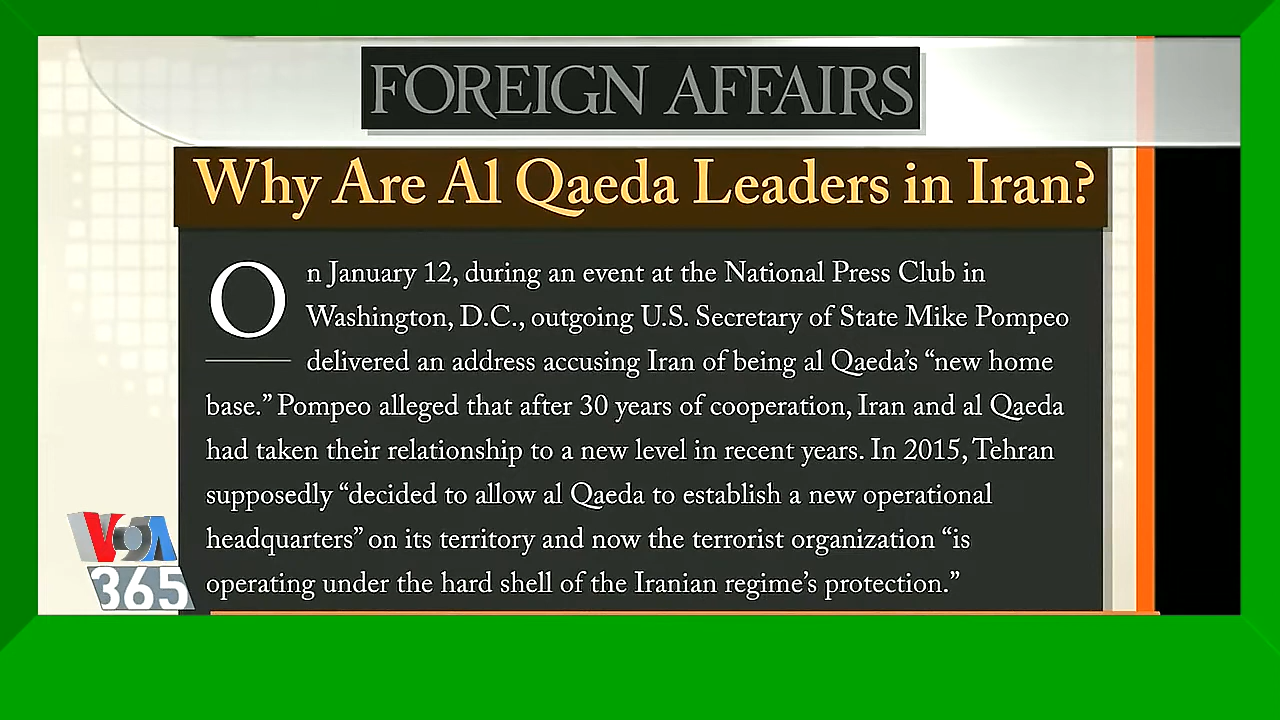 FOREIGN AFFAIRS
Why Are Al Qaeda Leaders in Iran?
On January 12, during an event at the National Press Club in
Washington, D.C., outgoing U.S. Secretary of State Mike Pompeo
delivered an address accusing Iran of being al Qaeda’s “new home
base.” Pompeo alleged that after 30 years of cooperation, Iran and al Qaeda
had taken their relationship to a new level in recent years. In 2015, Tehran
supposedly “decided to allow al Qaeda to establish a new operational
headquarters” on its territory and now the terrorist organization “is
operating under the hard shell of the Iranian regime’s protection.”
VOA
365